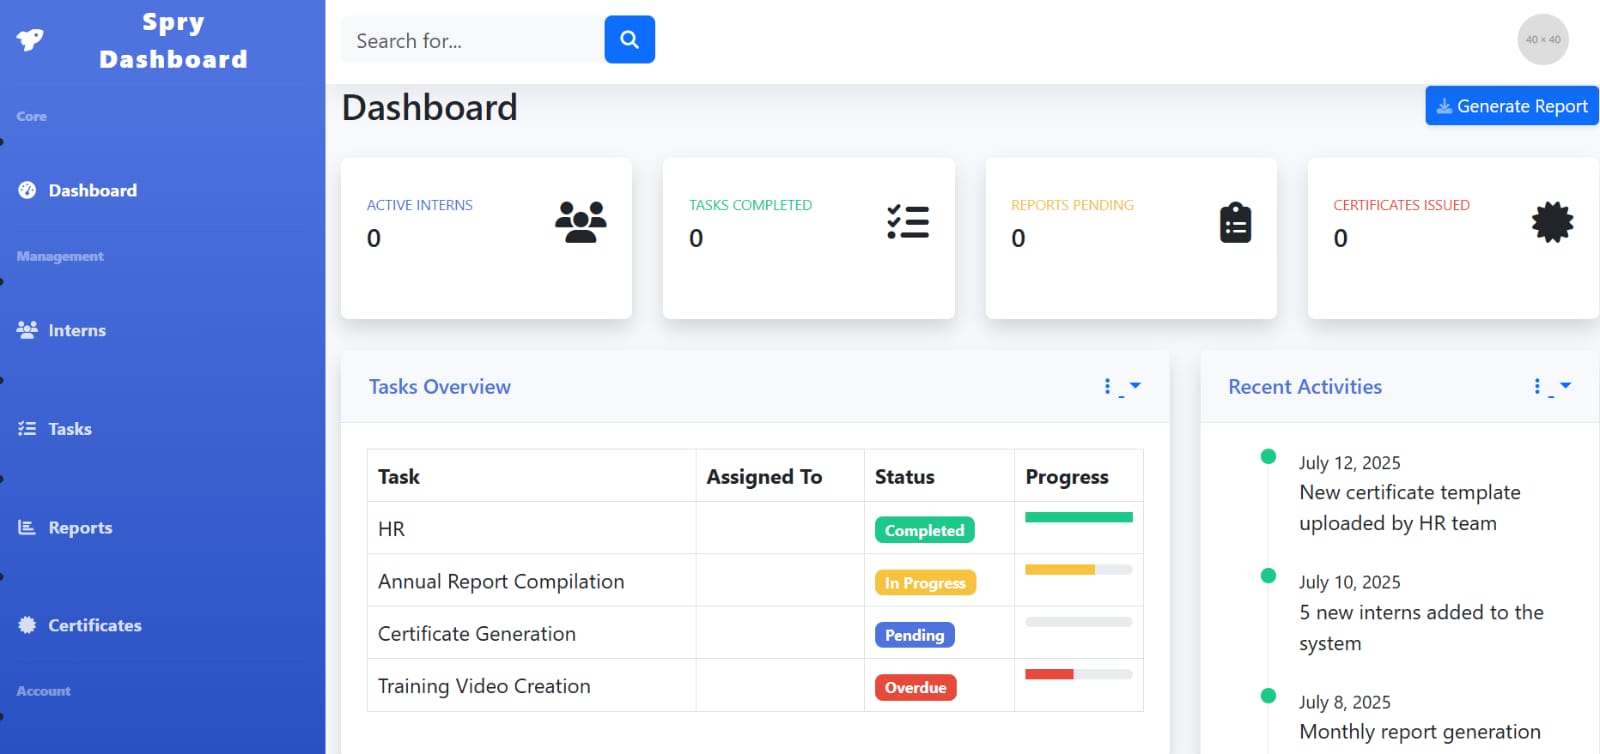 Spry
Dashboard
Core
Dashboard
Management
Interns
Tasks
Reports
Certificates
Account
Search for...
40 × 40
Dashboard
Generate Report
ACTIVE INTERNS
0
TASKS COMPLETED
0
REPORTS PENDING
0
CERTIFICATES ISSUED
0
Tasks Overview
Task Assigned To Status Progress
HR Completed
Annual Report Compilation In Progress
Certificate Generation Pending
Training Video Creation Overdue
Recent Activities
July 12, 2025
New certificate template
uploaded by HR team
July 10, 2025
5 new interns added to the
system
July 8, 2025
Monthly report generation